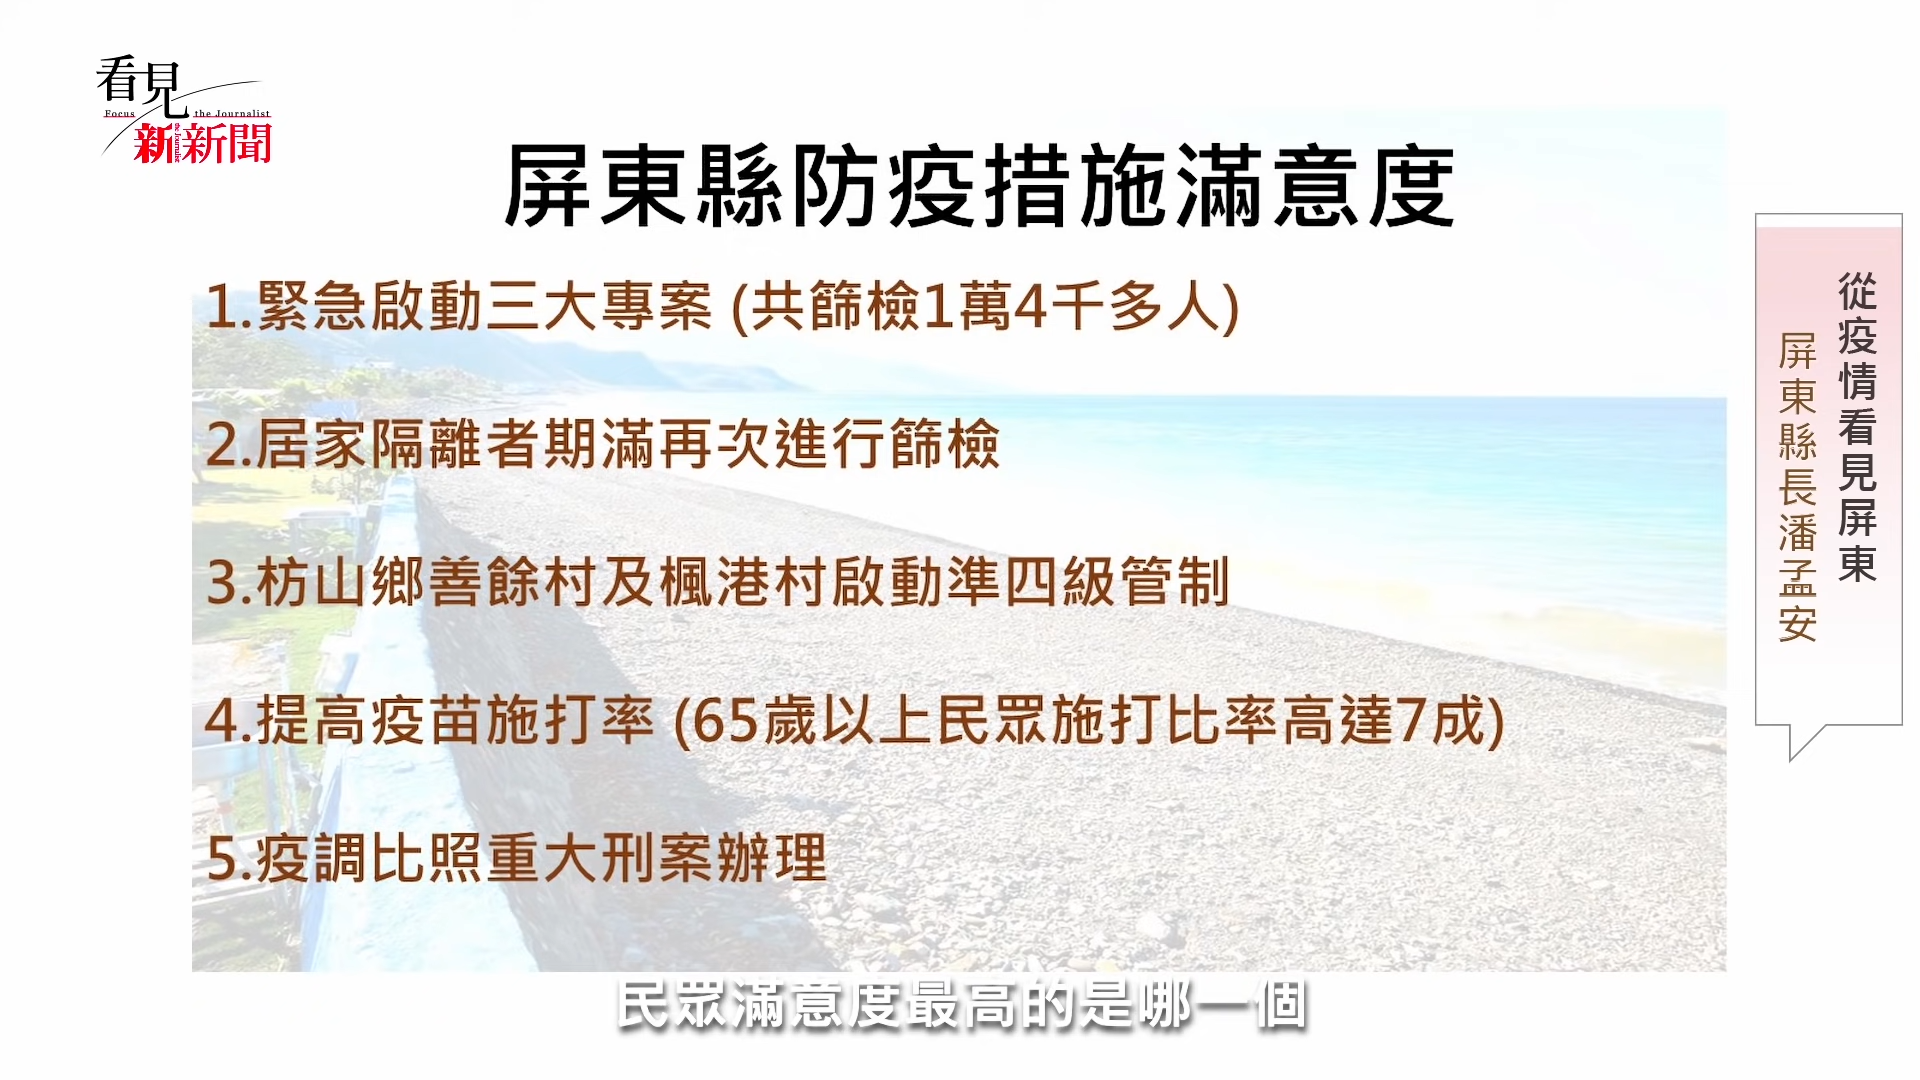 看見
Focus the Journalist
新新聞
the Journalist
屏東縣防疫措施滿意度
1.緊急啟動三大專案 (共篩檢1萬4千多人)
2.居家隔離者期滿再次進行篩檢
3.枋山鄉善餘村及楓港村啟動準四級管制
4.提高疫苗施打率 (65歲以上民眾施打比率高達7成)
5.疫調比照重大刑案辦理
從疫情看見屏東
屏東縣長潘孟安
民眾滿意度最高的是哪一個